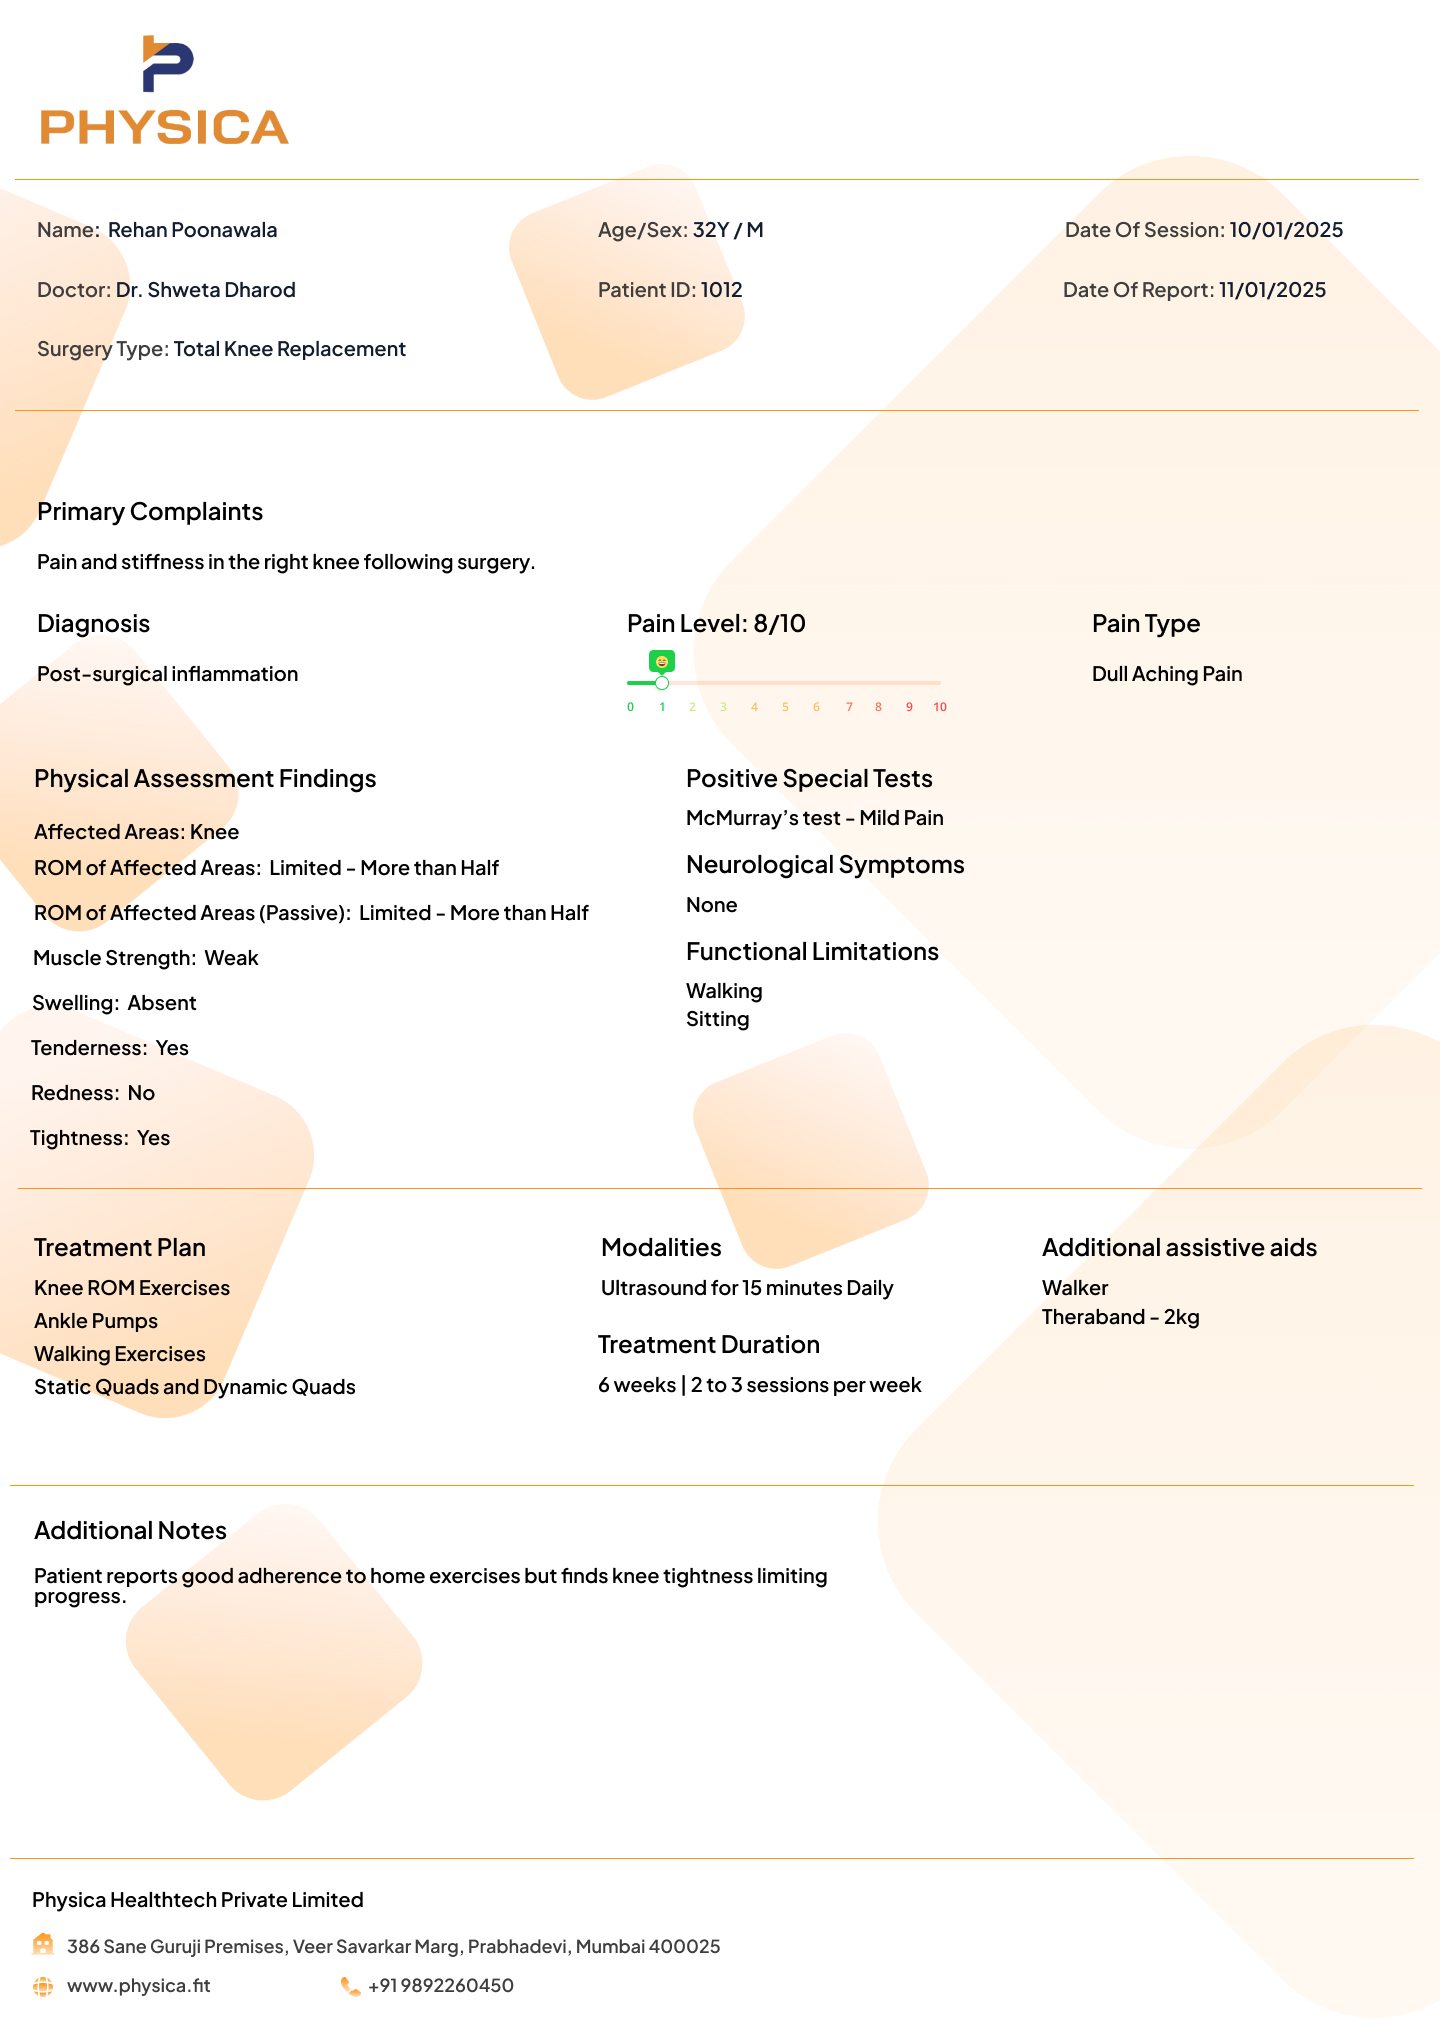 PHYSICA
Name: Rehan Poonawala
Age/Sex: 32Y / M
Date Of Session: 10/01/2025
Doctor: Dr. Shweta Dharod
Patient ID: 1012
Date Of Report: 11/01/2025
Surgery Type: Total Knee Replacement
Primary Complaints
Pain and stiffness in the right knee following surgery.
Diagnosis
Post-surgical inflammation
Pain Level: 8/10
0 1 2 3 4 5 6 7 8 9 10
Pain Type
Dull Aching Pain
Physical Assessment Findings
Affected Areas: Knee
ROM of Affected Areas: Limited - More than Half
ROM of Affected Areas (Passive): Limited - More than Half
Muscle Strength: Weak
Swelling: Absent
Tenderness: Yes
Redness: No
Tightness: Yes
Positive Special Tests
McMurray’s test - Mild Pain
Neurological Symptoms
None
Functional Limitations
Walking
Sitting
Treatment Plan
Knee ROM Exercises
Ankle Pumps
Walking Exercises
Static Quads and Dynamic Quads
Modalities
Ultrasound for 15 minutes Daily
Treatment Duration
6 weeks | 2 to 3 sessions per week
Additional assistive aids
Walker
Theraband - 2kg
Additional Notes
Patient reports good adherence to home exercises but finds knee tightness limiting
progress.
Physica Healthtech Private Limited
386 Sane Guruji Premises, Veer Savarkar Marg, Prabhadevi, Mumbai 400025
www.physica.fit
+91 9892260450